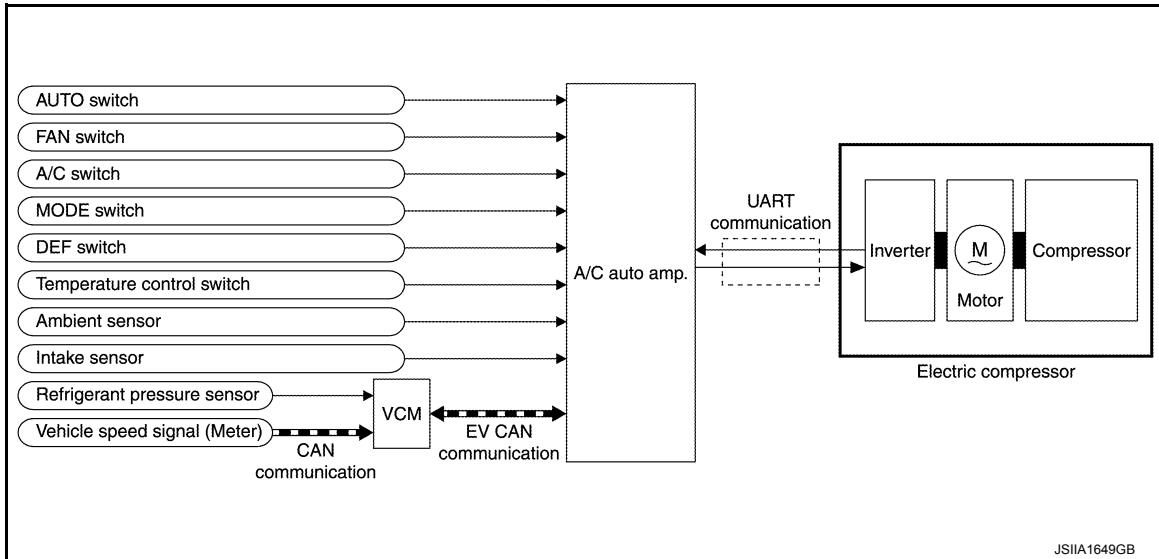 AUTO switch
FAN switch
A/C switch
MODE switch
DEF switch
Temperature control switch
Ambient sensor
Intake sensor
Refrigerant pressure sensor
Vehicle speed signal (Meter)
CAN
communication
VCM
EV CAN
communication
A/C auto amp.
UART
communication
Inverter
M
Motor
Compressor
Electric compressor
JSIIA1649GB